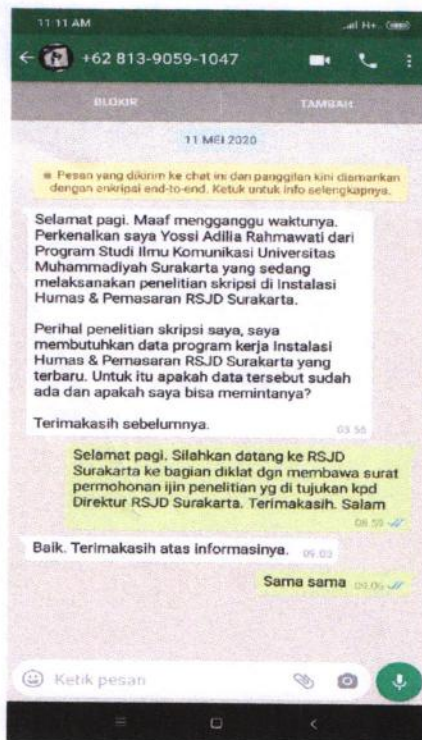 11:11 AM
H+
+62 813-9059-1047
BLOKIR
TAMBAH
11 MEI 2020
Pesan yang dikirim ke chat ini dan panggilan kini diamankan
dengan enkripsi end-to-end. Ketuk untuk info selengkapnya.
Selamat pagi. Maaf mengganggu waktunya.
Perkenalkan saya Yossi Adilia Rahmawati dari
Program Studi Ilmu Komunikasi Universitas
Muhammadiyah Surakarta yang sedang
melaksanakan penelitian skripsi di Instalasi
Humas & Pemasaran RSJD Surakarta.
Perihal penelitian skripsi saya, saya
membutuhkan data program kerja Instalasi
Humas & Pemasaran RSJD Surakarta yang
terbaru. Untuk itu apakah data tersebut sudah
ada dan apakah saya bisa memintanya?
Terimakasih sebelumnya.
Selamat pagi. Silahkan datang ke RSJD
Surakarta ke bagian diklat dgn membawa surat
permohonan ijin penelitian yg di tujukan kpd
Direktur RSJD Surakarta. Terimakasih. Salam
Baik. Terimakasih atas informasinya. 09.03
Sama sama
Ketik pesan